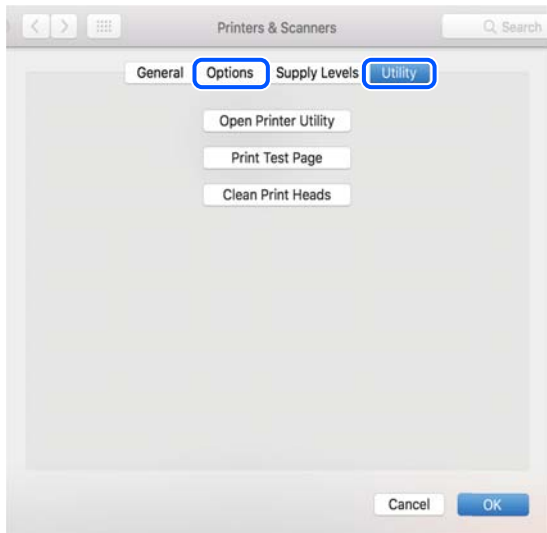 Printers & Scanners
Search
General Options Supply Levels Utility
Open Printer Utility
Print Test Page
Clean Print Heads
Cancel OK